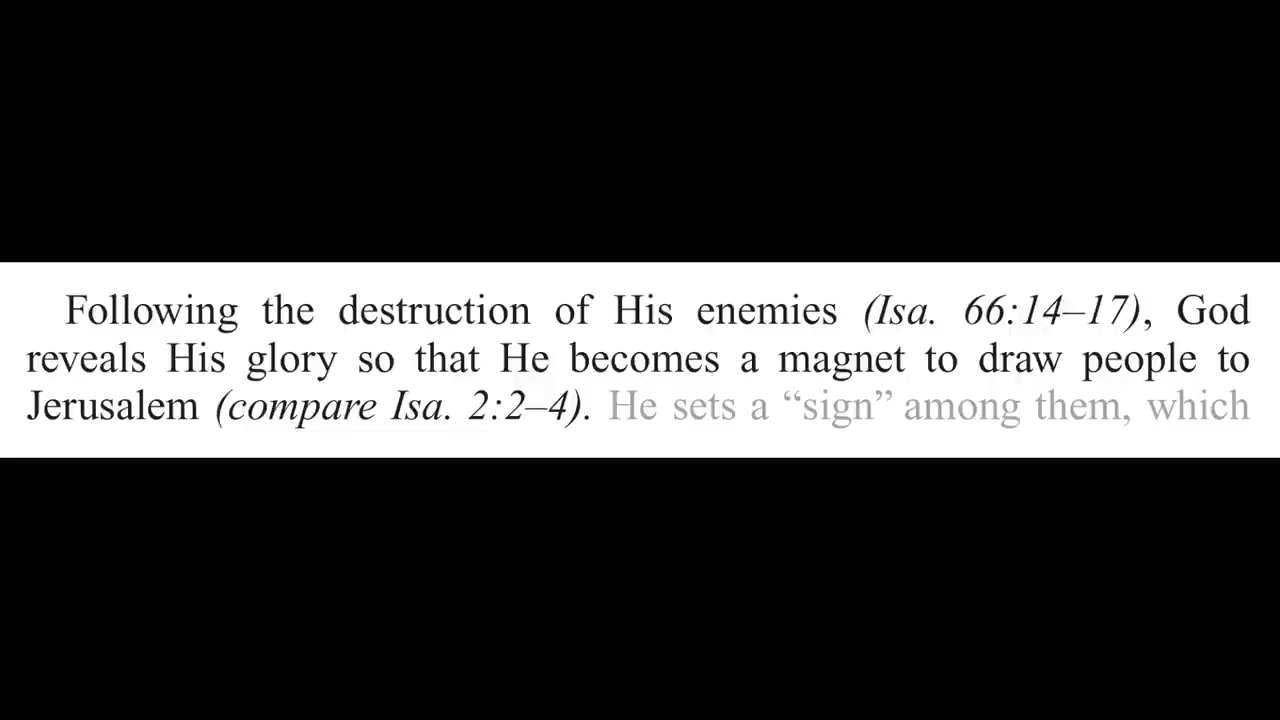 Following the destruction of His enemies (Isa. 66:14–17), God
reveals His glory so that He becomes a magnet to draw people to
Jerusalem (compare Isa. 2:2–4). He sets a “sign” among them, which